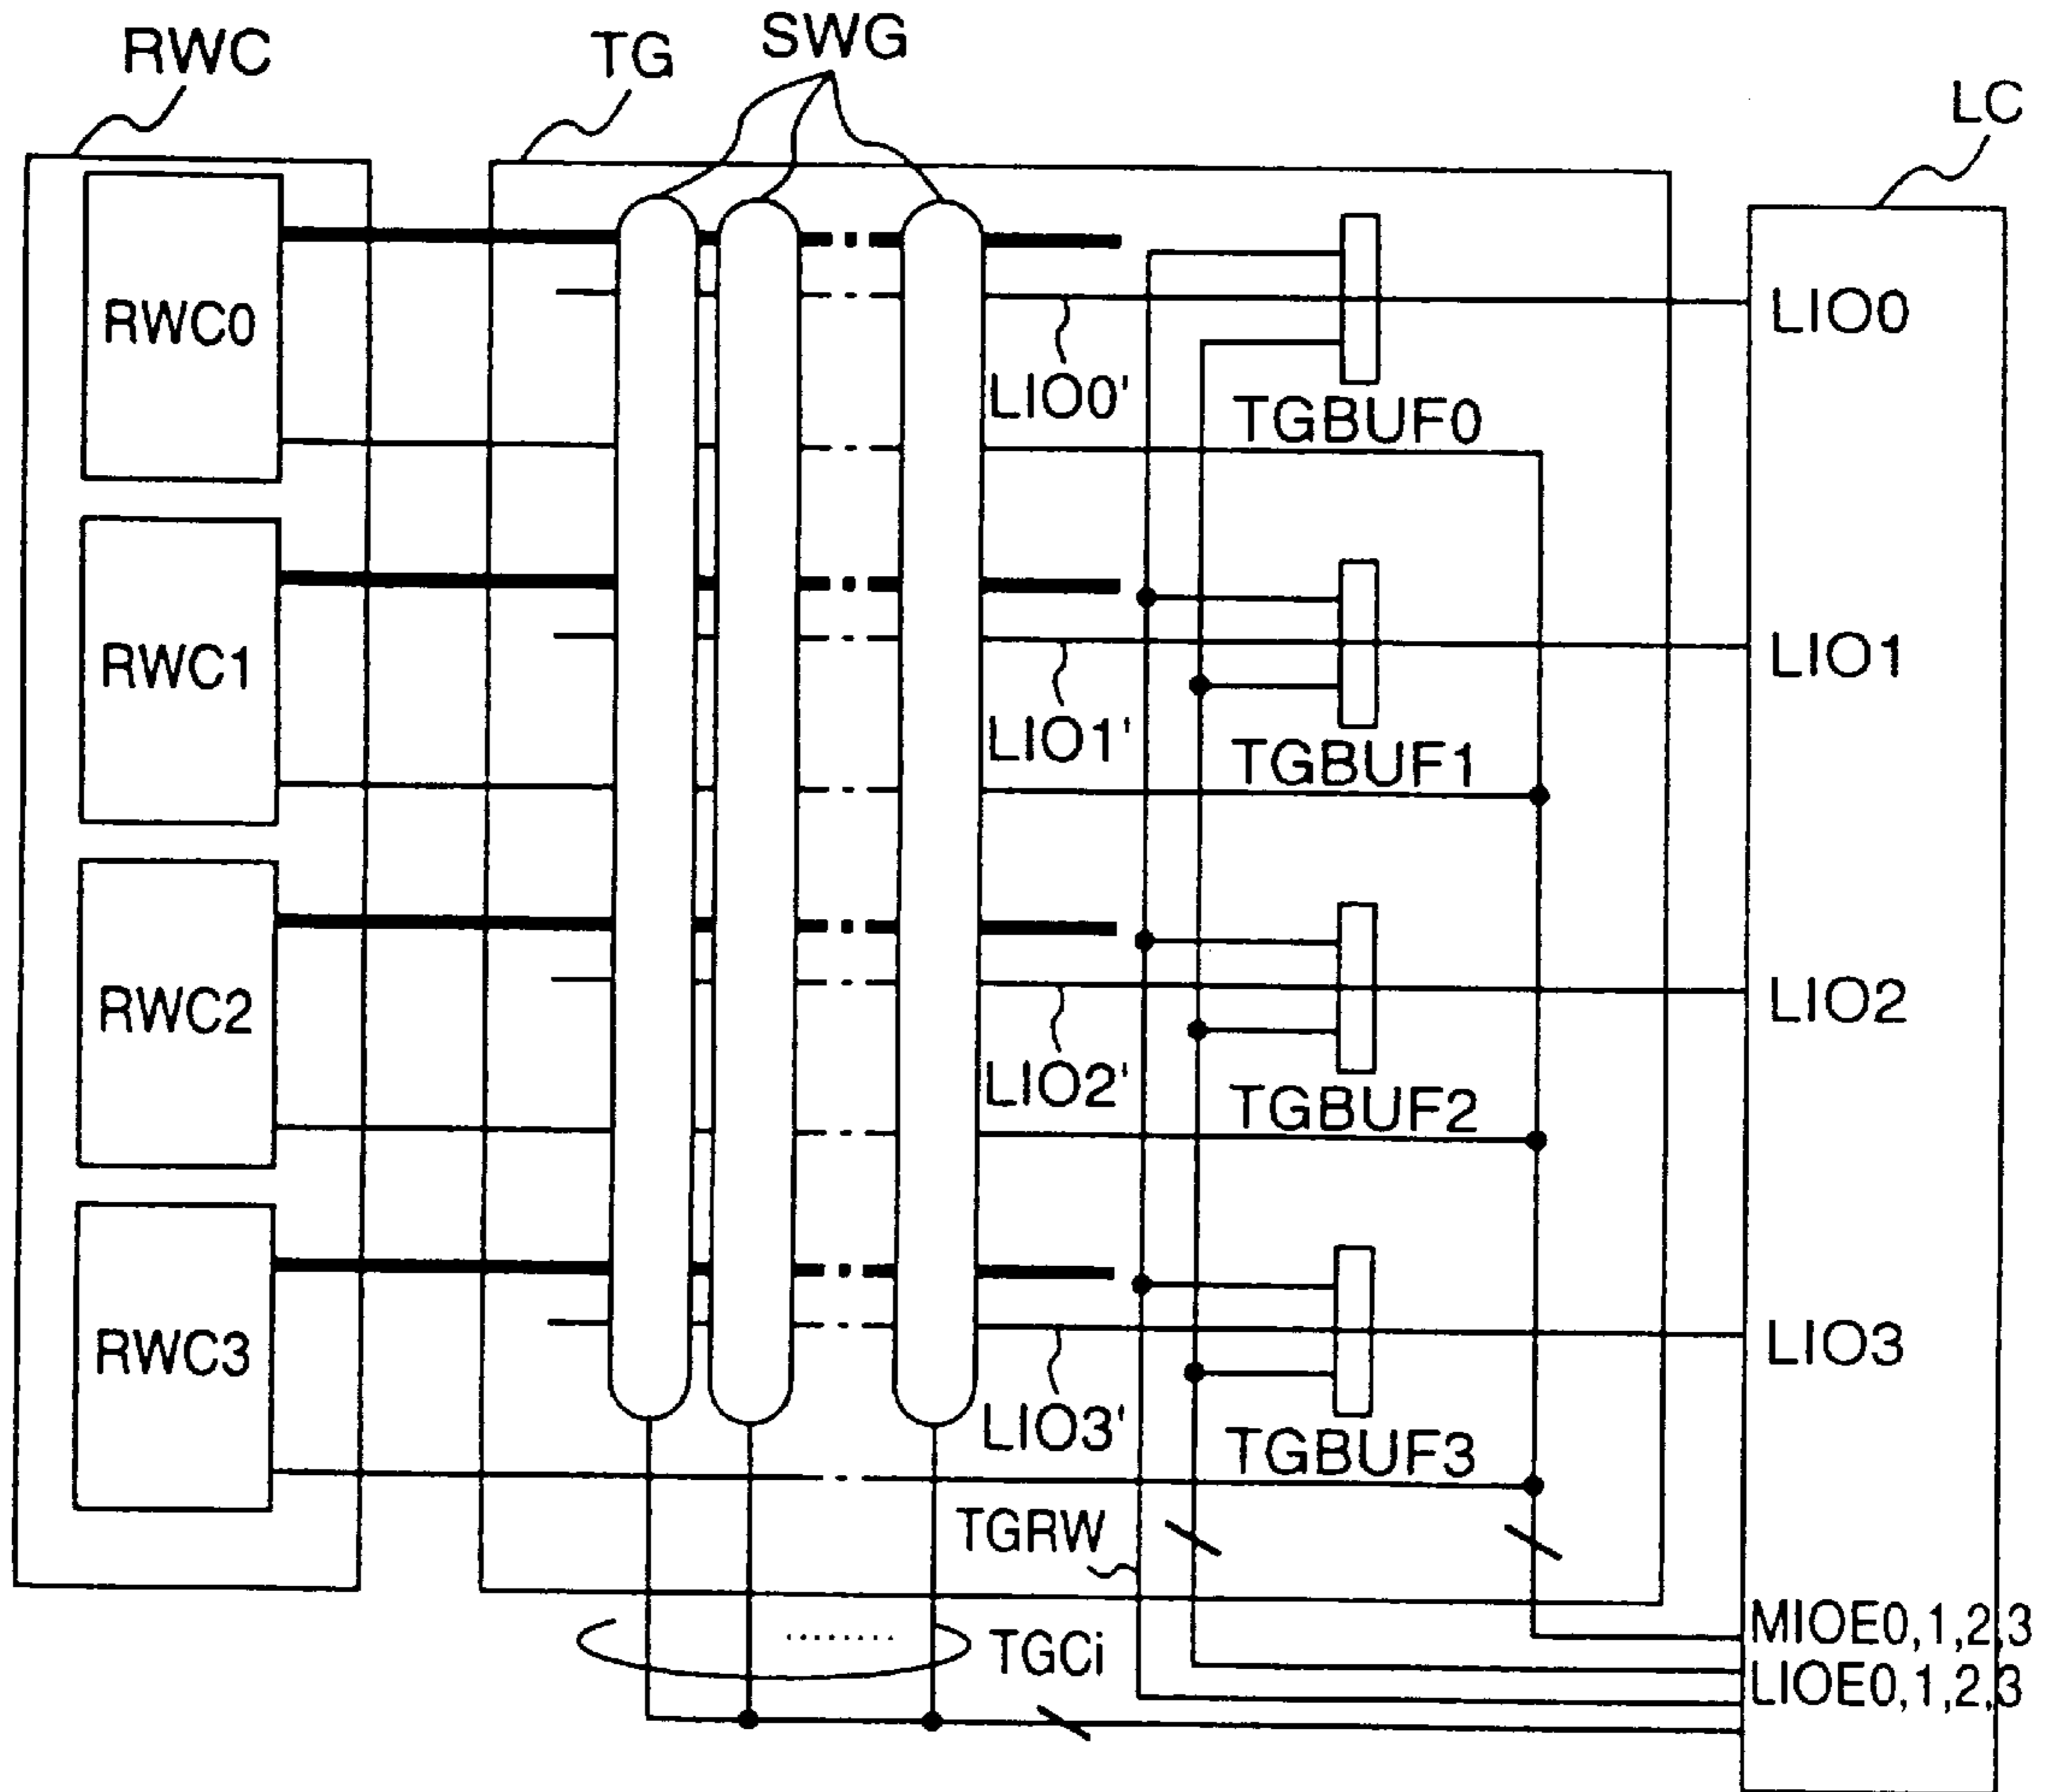 RWC
TG
SWG
LC
RWC0
LIO0
LIO0'
TGBUF0
RWC1
LIO1
LIO1'
TGBUF1
RWC2
LIO2
LIO2'
TGBUF2
RWC3
LIO3
LIO3'
TGBUF3
TGRW
MIOE0,1,2,3
TGCi
LIOE0,1,2,3